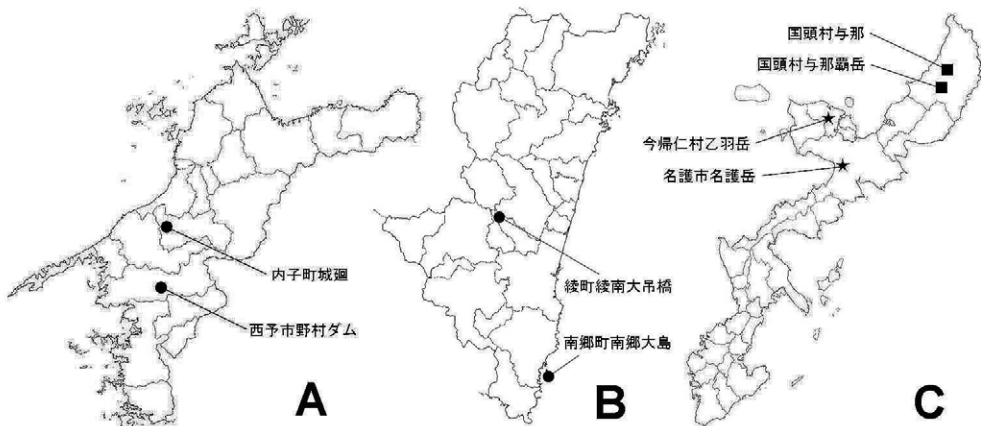 内子町城廻
西予市野村ダム
A
綾町綾南大吊橋
南郷町南郷大島
B
国頭村与那
国頭村与那覇岳
今帰仁村乙羽岳
名護市名護岳
C